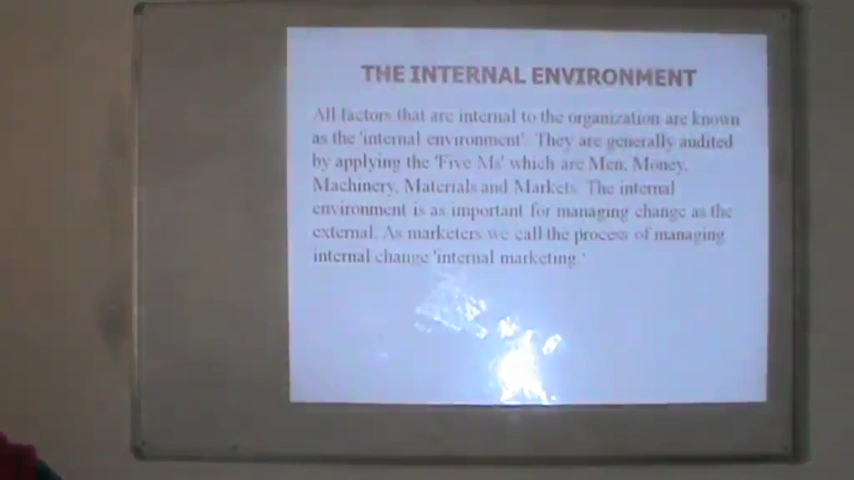 THE INTERNAL ENVIRONMENT
All factors that are internal to the organization are known
as the 'internal environment'. They are generally audited
by applying the 'Five Ms' which are Men, Money,
Machinery, Materials and Markets. The internal
environment is as important for managing change as the
external. As marketers we call the process of managing
internal change 'internal marketing.'